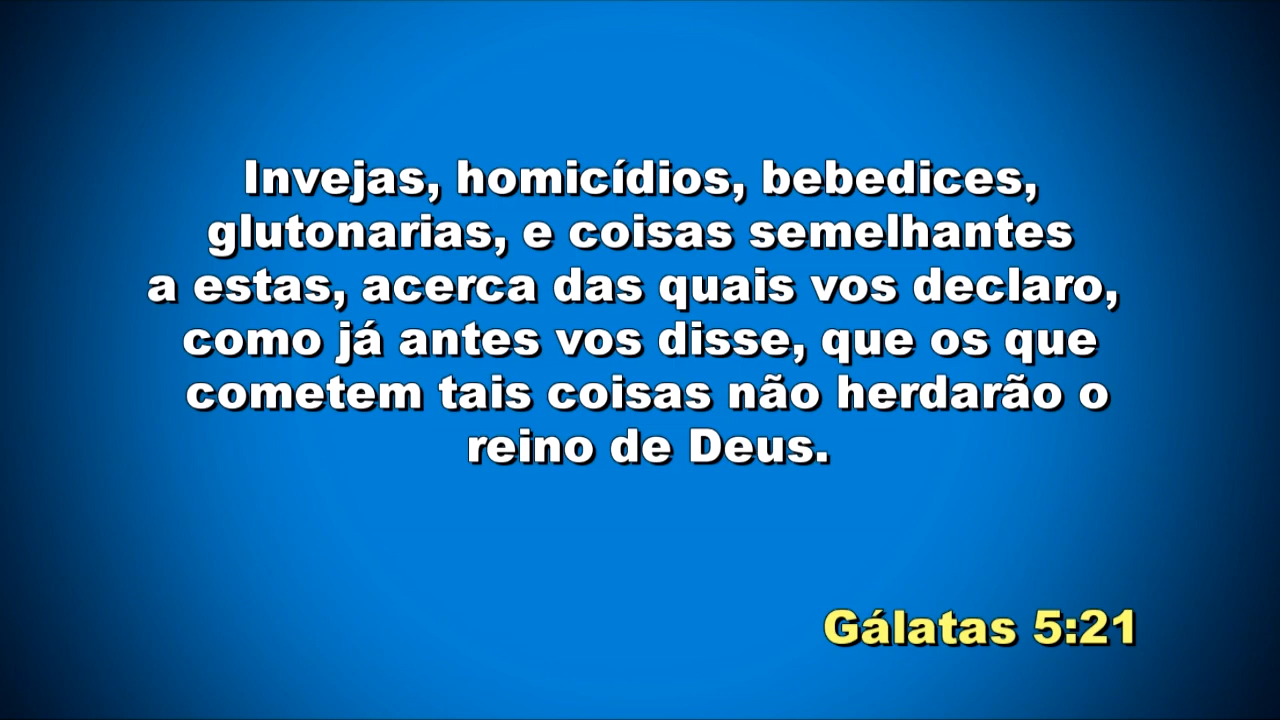 Invejas, homicídios, bebedices,
glutonarias, e coisas semelhantes
a estas, acerca das quais vos declaro,
como já antes vos disse, que os que
cometem tais coisas não herdarão o
reino de Deus.
Gálatas 5:21